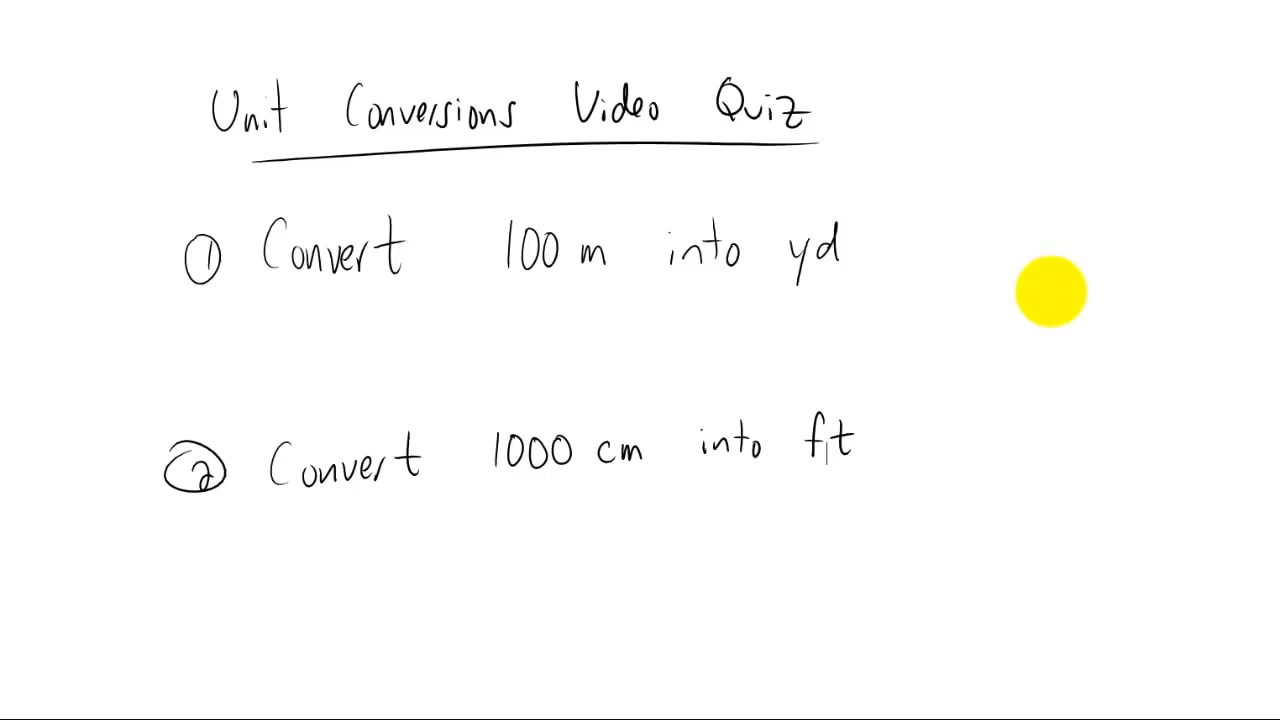 Unit Conversions Video Quiz
① Convert 100 m into yd
② Convert 1000 cm into ft